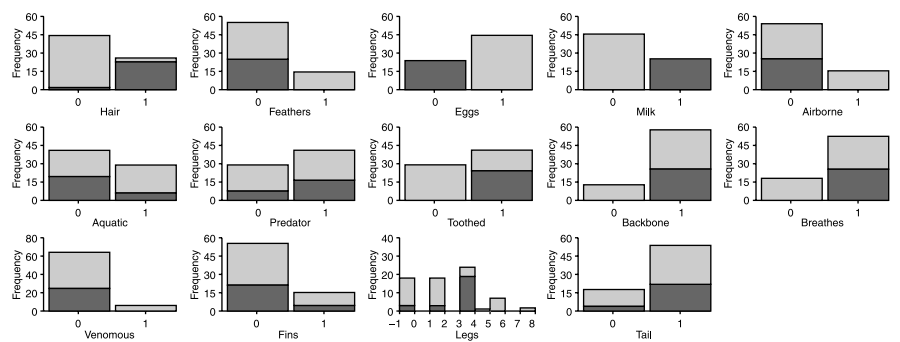 Frequency 60 45 30 15 0 0 1 Hair
Frequency 60 45 30 15 0 0 1 Feathers
Frequency 60 45 30 15 0 0 1 Eggs
Frequency 60 45 30 15 0 0 1 Milk
Frequency 60 45 30 15 0 0 1 Airborne
Frequency 60 45 30 15 0 0 1 Aquatic
Frequency 60 45 30 15 0 0 1 Predator
Frequency 60 45 30 15 0 0 1 Toothed
Frequency 60 45 30 15 0 0 1 Backbone
Frequency 60 45 30 15 0 0 1 Breathes
Frequency 80 60 40 20 0 0 1 Venomous
Frequency 60 45 30 15 0 0 1 Fins
Frequency 40 30 20 10 0 −1 0 1 2 3 4 5 6 7 8 Legs
Frequency 60 45 30 15 0 0 1 Tail